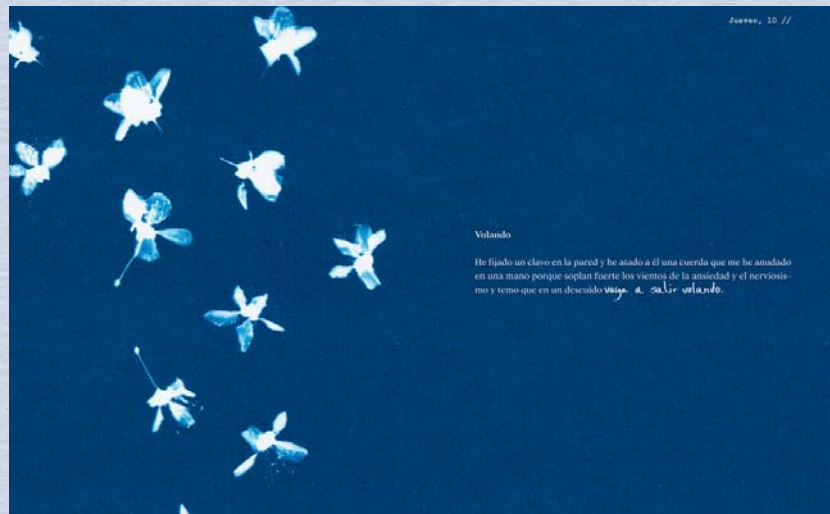 Jueves, 10 //
Volando
He fijado un clavo en la pared y he atado a él una cuerda que me he anudado
en una mano porque soplan fuerte los vientos de la ansiedad y el nerviosis-
mo y temo que en un descuido vaya a salir volando.